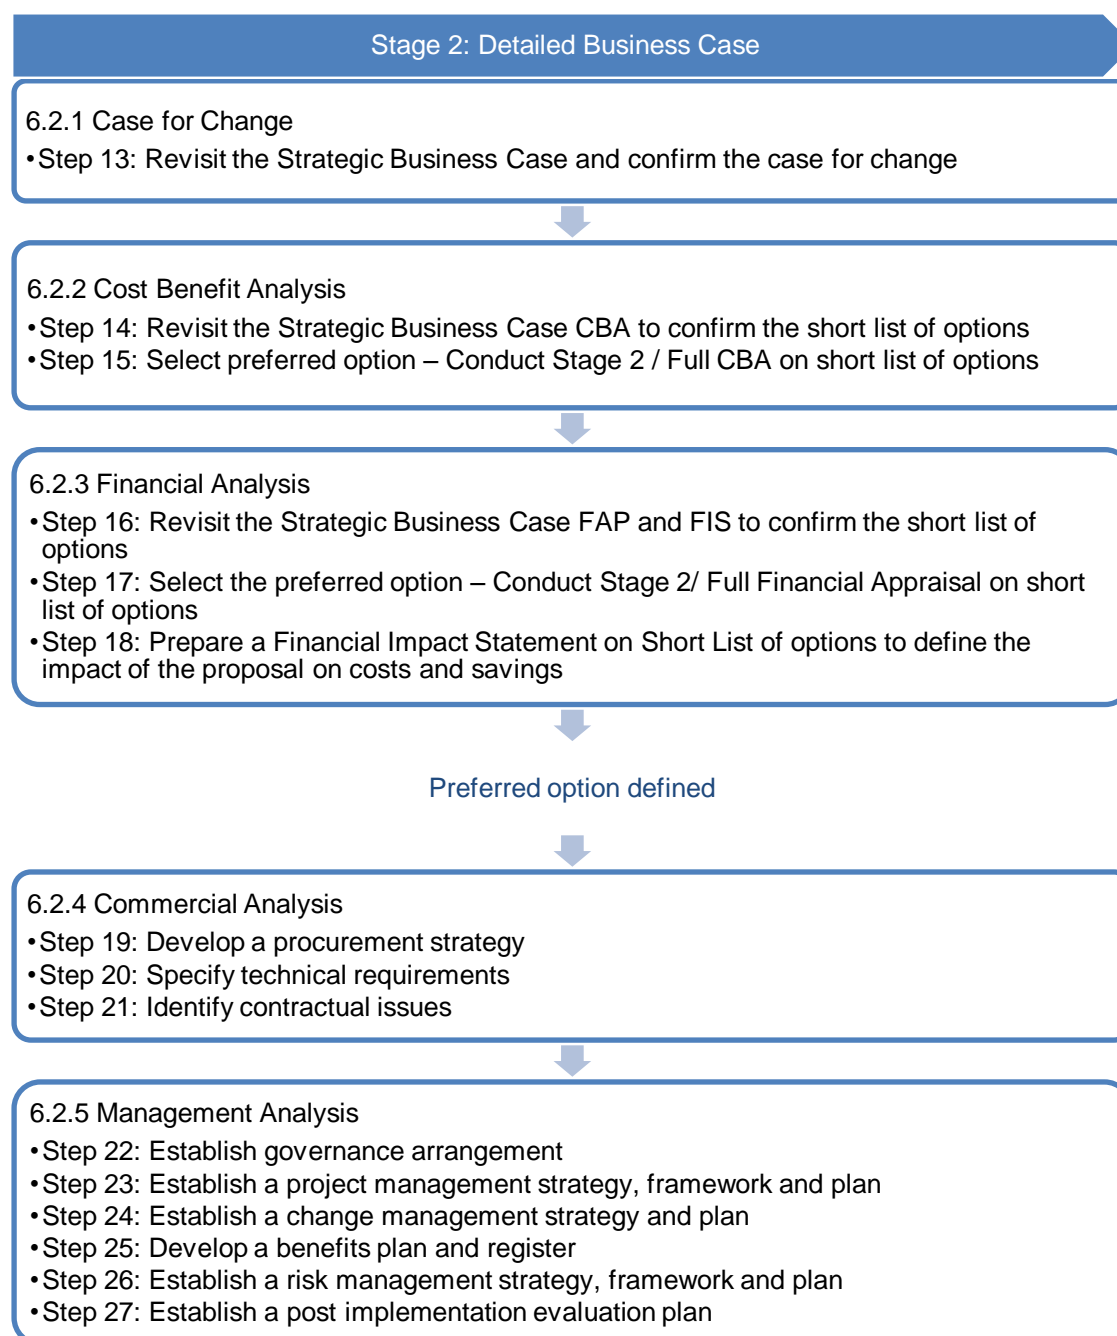 Stage 2: Detailed Business Case
6.2.1 Case for Change
•Step 13: Revisit the Strategic Business Case and confirm the case for change
6.2.2 Cost Benefit Analysis
•Step 14: Revisit the Strategic Business Case CBA to confirm the short list of options
•Step 15: Select preferred option – Conduct Stage 2 / Full CBA on short list of options
6.2.3 Financial Analysis
•Step 16: Revisit the Strategic Business Case FAP and FIS to confirm the short list of
options
•Step 17: Select the preferred option – Conduct Stage 2/ Full Financial Appraisal on short
list of options
•Step 18: Prepare a Financial Impact Statement on Short List of options to define the
impact of the proposal on costs and savings
Preferred option defined
6.2.4 Commercial Analysis
•Step 19: Develop a procurement strategy
•Step 20: Specify technical requirements
•Step 21: Identify contractual issues
6.2.5 Management Analysis
•Step 22: Establish governance arrangement
•Step 23: Establish a project management strategy, framework and plan
•Step 24: Establish a change management strategy and plan
•Step 25: Develop a benefits plan and register
•Step 26: Establish a risk management strategy, framework and plan
•Step 27: Establish a post implementation evaluation plan